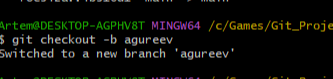 Artem@DESKTOP-AGPHV8T MINGW64 /c/Games/Git_Proje
$ git checkout -b agureev
Switched to a new branch 'agureev'